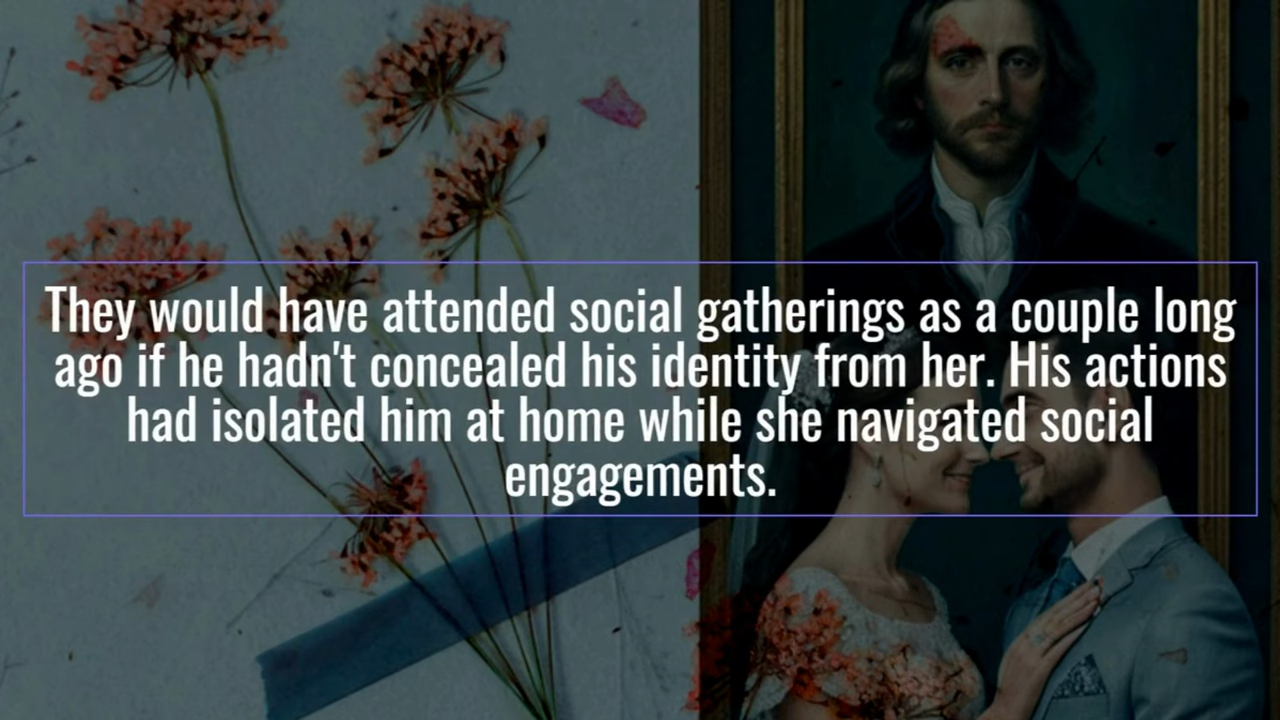 They would have attended social gatherings as a couple long
ago if he hadn't concealed his identity from her. His actions
had isolated him at home while she navigated social
engagements.